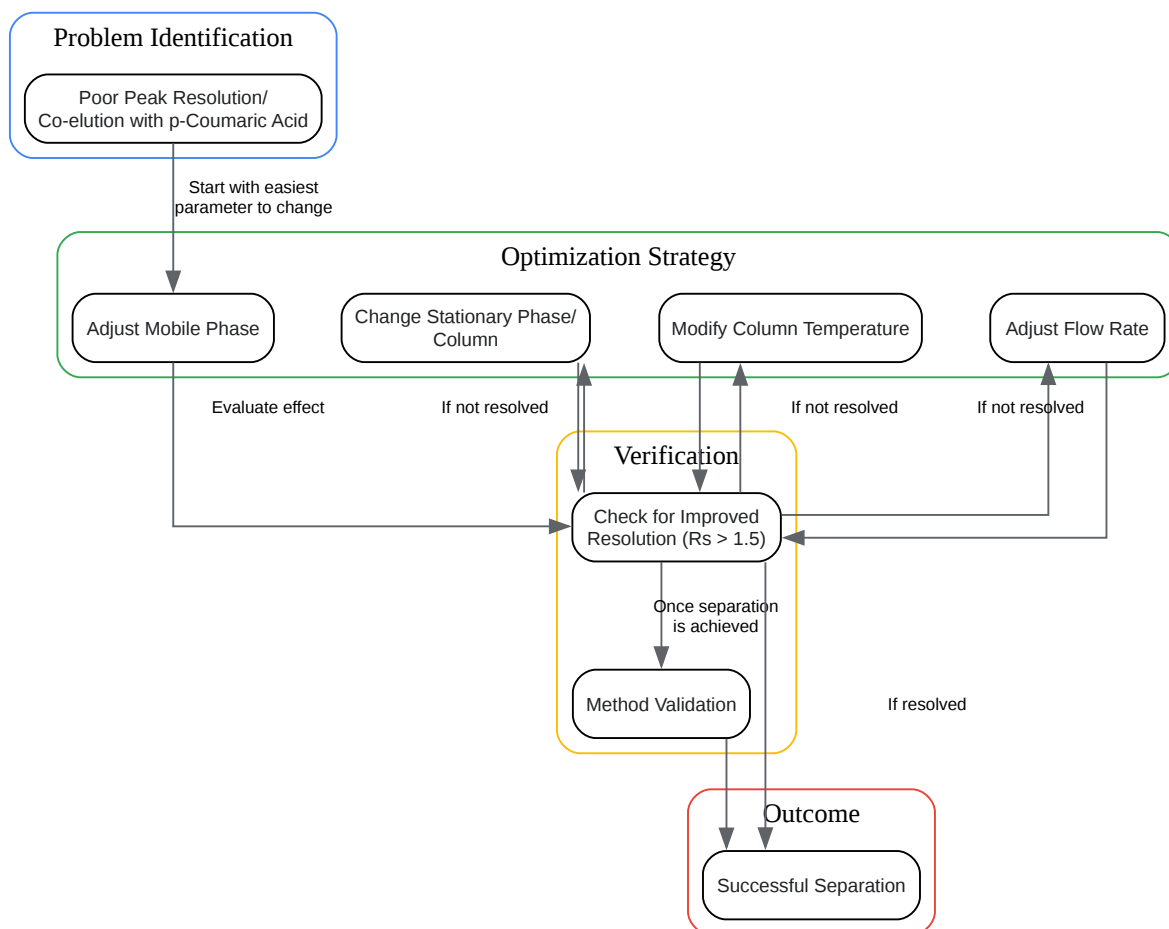 Problem Identification
Poor Peak Resolution/
Co-elution with p-Coumaric Acid
Start with easiest
parameter to change
Optimization Strategy
Adjust Mobile Phase
Change Stationary Phase/
Column
Modify Column Temperature
Adjust Flow Rate
Evaluate effect
If not resolved
If not resolved
If not resolved
Verification
Check for Improved
Resolution (Rs > 1.5)
Once separation
is achieved
Method Validation
If resolved
Outcome
Successful Separation